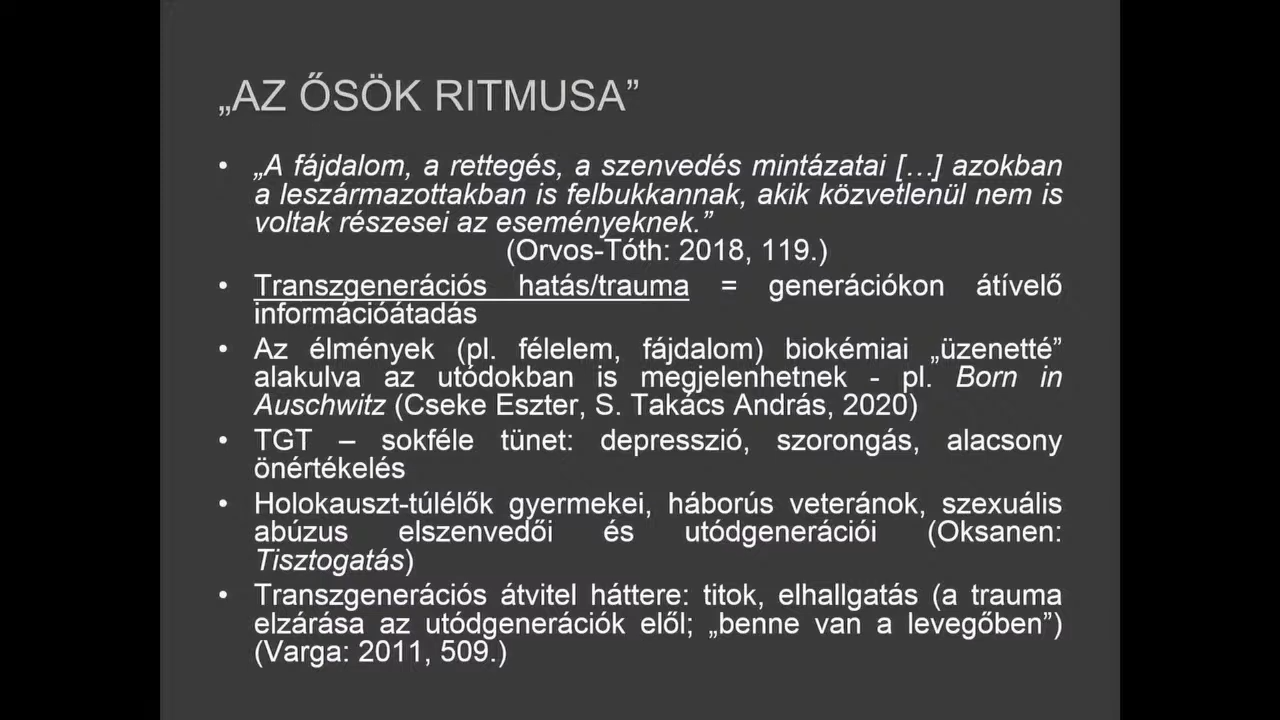 „AZ ŐSÖK RITMUSA”
• „A fájdalom, a rettegés, a szenvedés mintázatai […] azokban
a leszármazottakban is felbukkannak, akik közvetlenül nem is
voltak részesei az eseményeknek.”
(Orvos-Tóth: 2018, 119.)
• Transzgenerációs hatás/trauma = generációkon átívelő
információátadás
• Az élmények (pl. félelem, fájdalom) biokémiai „üzenetté”
alakulva az utódokban is megjelenhetnek - pl. Born in
Auschwitz (Cseke Eszter, S. Takács András, 2020)
• TGT – sokféle tünet: depresszió, szorongás, alacsony
önértékelés
• Holokauszt-túlélők gyermekei, háborús veteránok, szexuális
abúzus elszenvedői és utódgenerációi (Oksanen:
Tisztogatás)
• Transzgenerációs átvitel háttere: titok, elhallgatás (a trauma
elzárása az utódgenerációk elől; „benne van a levegőben”)
(Varga: 2011, 509.)